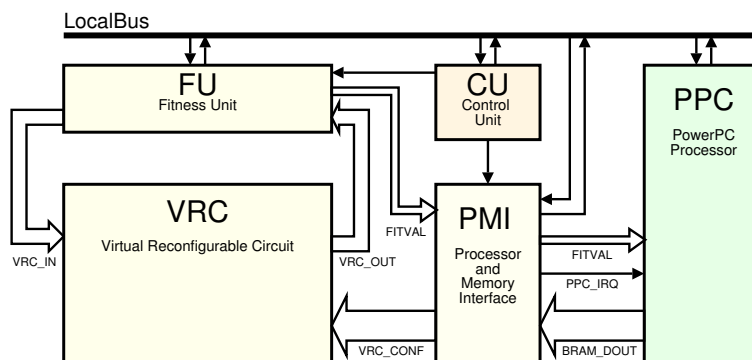 LocalBus
FU
Fitness Unit
CU
Control
Unit
PPC
PowerPC
Processor
VRC
Virtual Reconfigurable Circuit
PMI
Processor
and
Memory
Interface
VRC_IN
VRC_OUT
FITVAL
FITVAL
PPC_IRQ
VRC_CONF
BRAM_DOUT